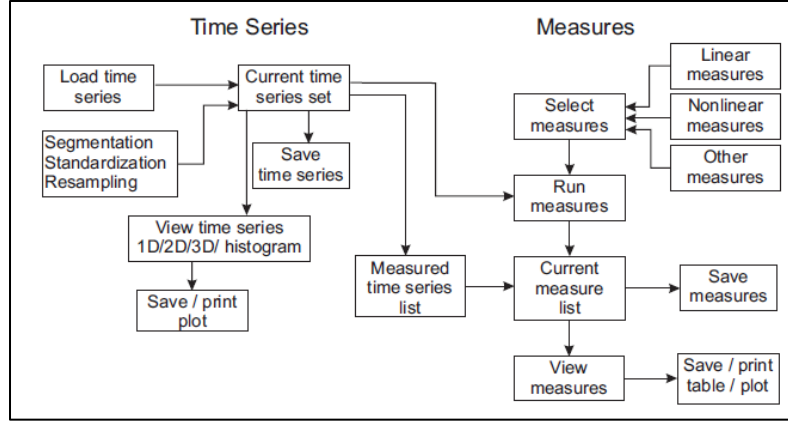 Time Series
Measures
Load time
series
Current time
series set
Segmentation
Standardization
Resampling
Save
time series
View time series
1D/2D/3D/ histogram
Save / print
plot
Measured
time series
list
Linear
measures
Select
measures
Nonlinear
measures
Other
measures
Run
measures
Current
measure
list
Save
measures
View
measures
Save / print
table / plot